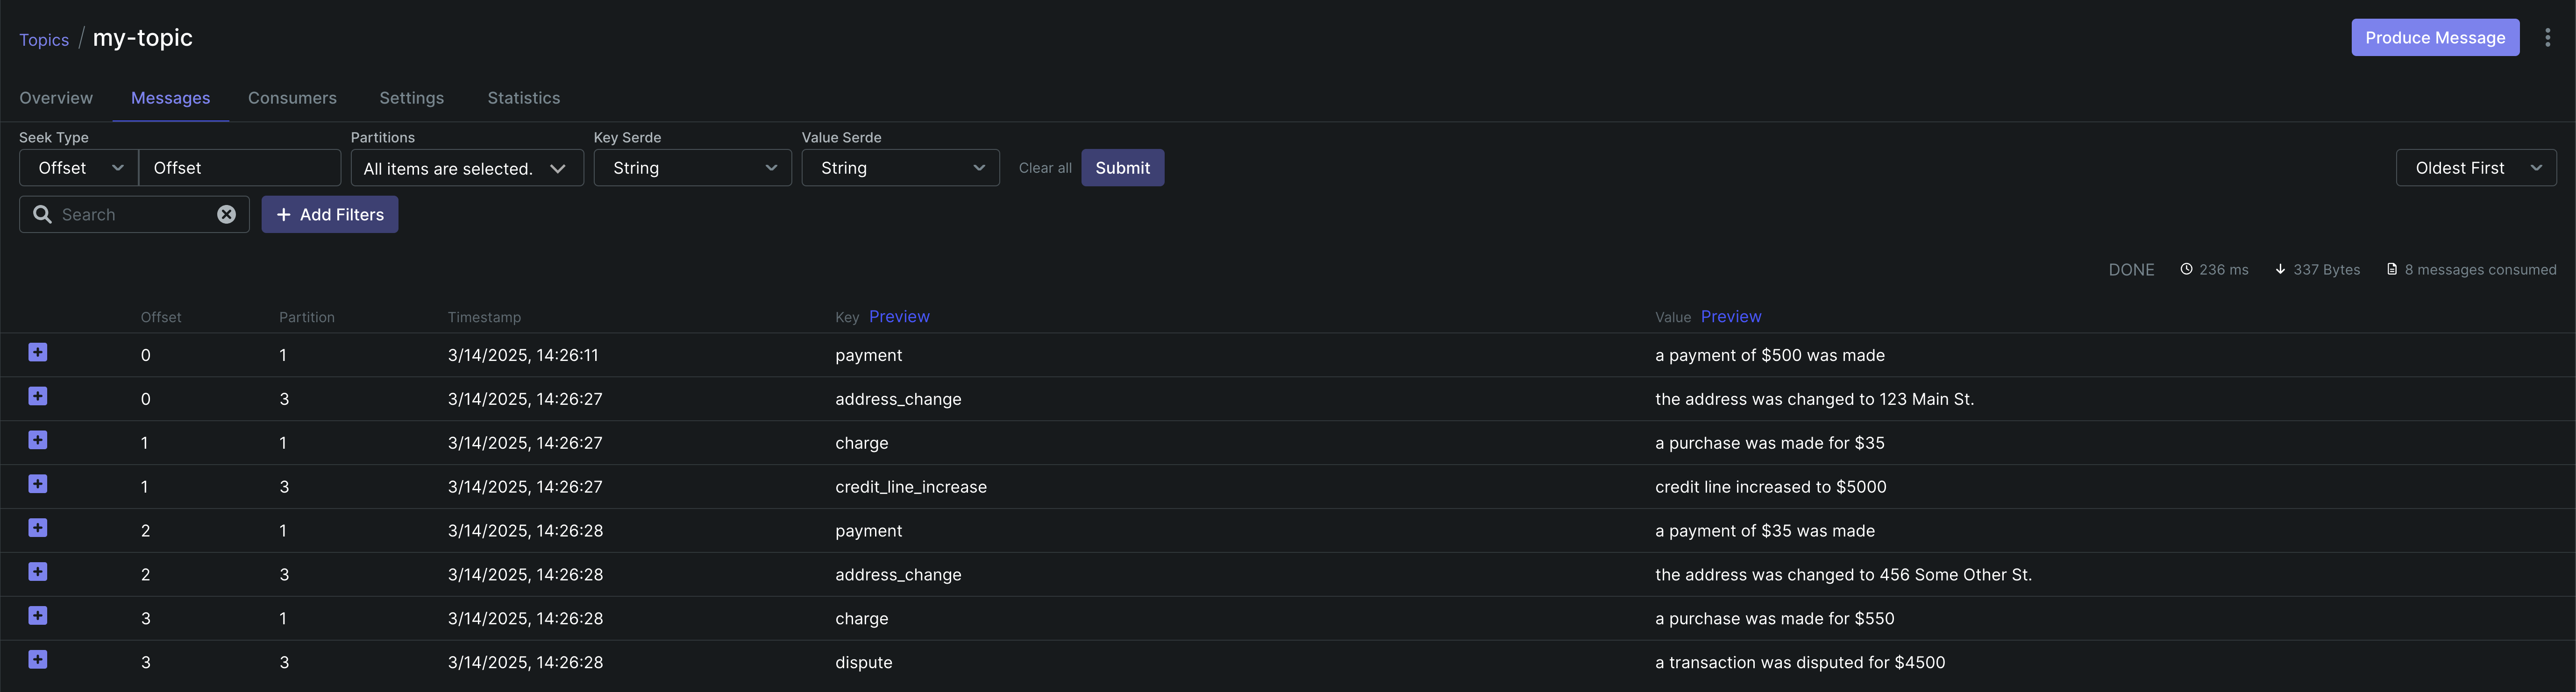 Topics / my-topic
Produce Message
Overview Messages Consumers Settings Statistics
Seek Type Partitions Key Serde Value Serde
Offset Offset All items are selected. String String Clear all Submit Oldest First
Search Add Filters
DONE 236 ms 337 Bytes 8 messages consumed
Offset Partition Timestamp Key Preview Value Preview
0 1 3/14/2025, 14:26:11 payment a payment of $500 was made
0 3 3/14/2025, 14:26:27 address_change the address was changed to 123 Main St.
1 1 3/14/2025, 14:26:27 charge a purchase was made for $35
1 3 3/14/2025, 14:26:27 credit_line_increase credit line increased to $5000
2 1 3/14/2025, 14:26:28 payment a payment of $35 was made
2 3 3/14/2025, 14:26:28 address_change the address was changed to 456 Some Other St.
3 1 3/14/2025, 14:26:28 charge a purchase was made for $550
3 3 3/14/2025, 14:26:28 dispute a transaction was disputed for $4500